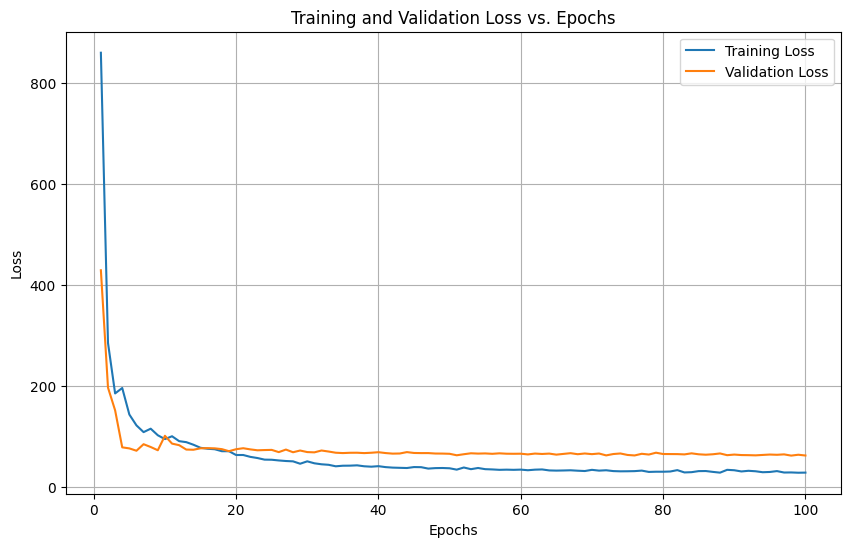 Training and Validation Loss vs. Epochs
Training Loss
Validation Loss
Loss
800
600
400
200
0
0 20 40 60 80 100
Epochs